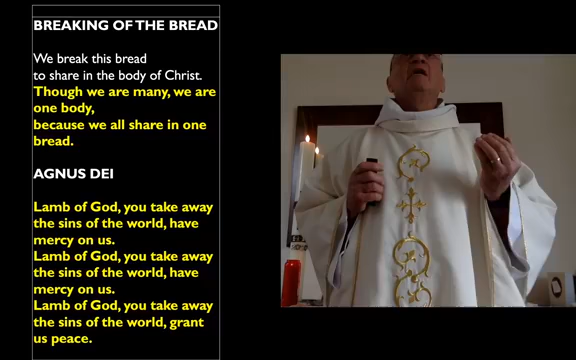 BREAKING OF THE BREAD
We break this bread
to share in the body of Christ.
Though we are many, we are
one body,
because we all share in one
bread.
AGNUS DEI
Lamb of God, you take away
the sins of the world, have
mercy on us.
Lamb of God, you take away
the sins of the world, have
mercy on us.
Lamb of God, you take away
the sins of the world, grant
us peace.